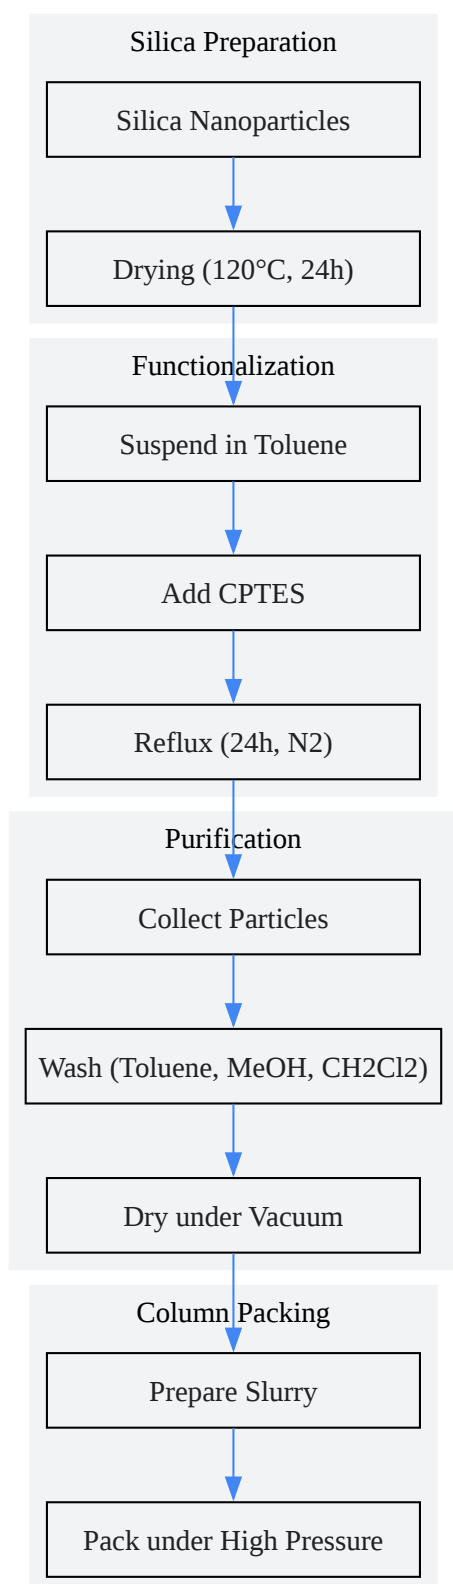 Silica Preparation
Silica Nanoparticles
Drying (120°C, 24h)
Functionalization
Suspend in Toluene
Add CPTES
Reflux (24h, N2)
Purification
Collect Particles
Wash (Toluene, MeOH, CH2Cl2)
Dry under Vacuum
Column Packing
Prepare Slurry
Pack under High Pressure